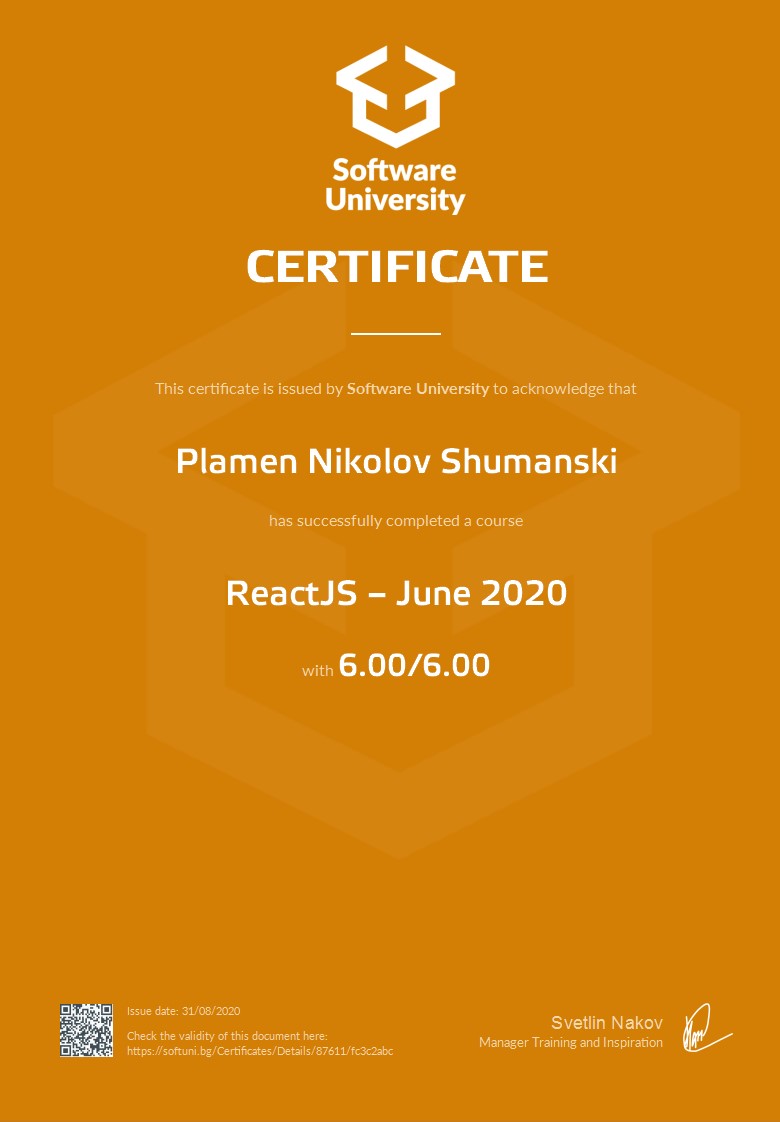 Software
University
CERTIFICATE
This certificate is issued by Software University to acknowledge that
Plamen Nikolov Shumanski
has successfully completed a course
ReactJS – June 2020
with 6.00/6.00
Issue date: 31/08/2020
Check the validity of this document here:
https://softuni.bg/Certificates/Details/87611/fc3c2abc
Svetlin Nakov
Manager Training and Inspiration